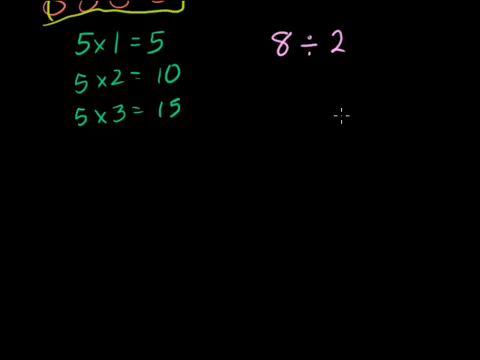 5 x 1 = 5
5 x 2 = 10
5 x 3 = 15
8 ÷ 2